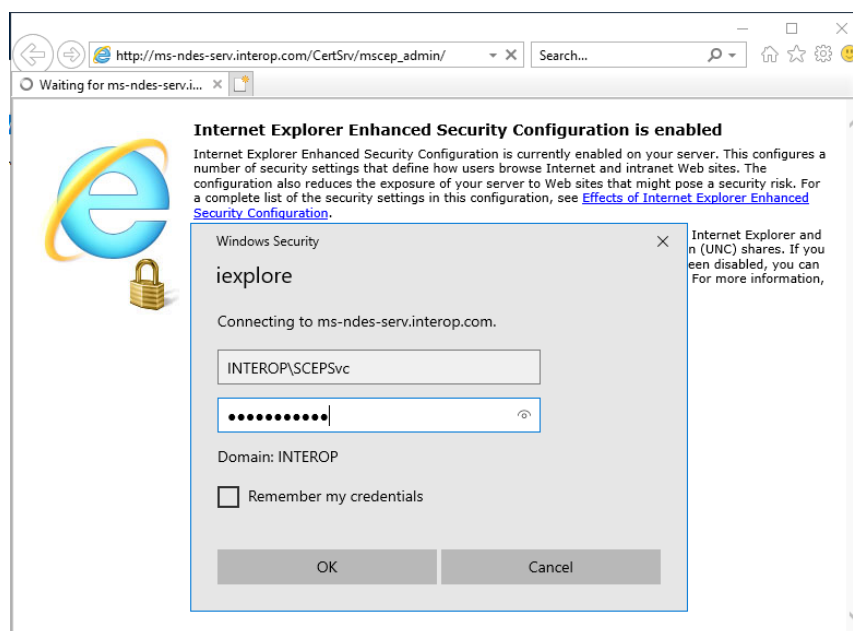 http://ms-ndes-serv.interop.com/CertSrv/mscep_admin/
Search...
Waiting for ms-ndes-serv.i...
Internet Explorer Enhanced Security Configuration is enabled
Internet Explorer Enhanced Security Configuration is currently enabled on your server. This configures a
number of security settings that define how users browse Internet and intranet Web sites. The
configuration also reduces the exposure of your server to Web sites that might pose a security risk. For
a complete list of the security settings in this configuration, see Effects of Internet Explorer Enhanced
Security Configuration.
Internet Explorer and
n (UNC) shares. If you
een disabled, you can
For more information,
Windows Security
iexplore
Connecting to ms-ndes-serv.interop.com.
INTEROP\SCEPSvc
●●●●●●●●●●●
Domain: INTEROP
Remember my credentials
OK
Cancel